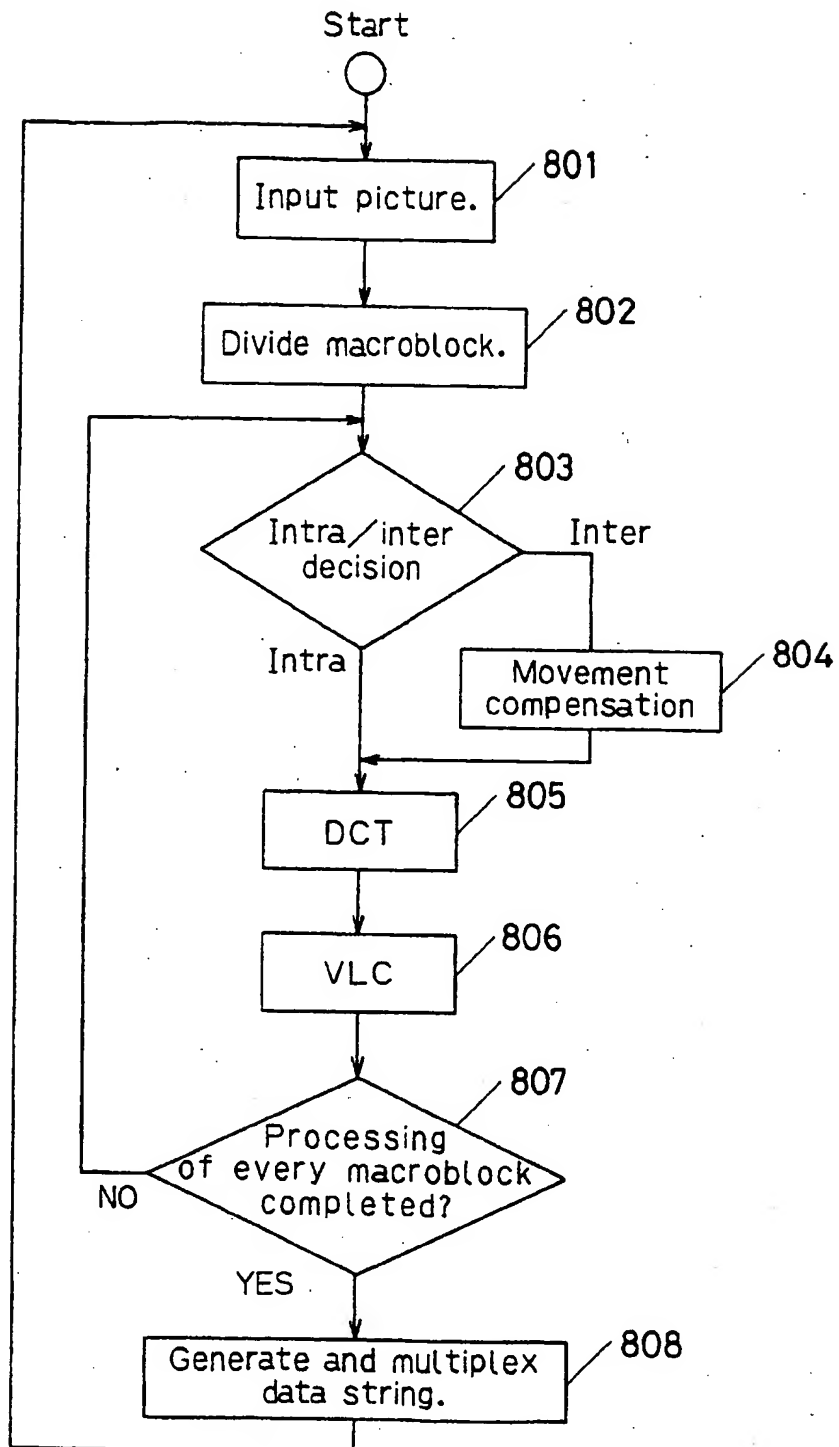 Start
801
Input picture.
802
Divide macroblock.
803
Intra/inter
decision
Inter
Intra
804
Movement
compensation
805
DCT
806
VLC
807
Processing
of every macroblock
completed?
NO
YES
808
Generate and multiplex
data string.